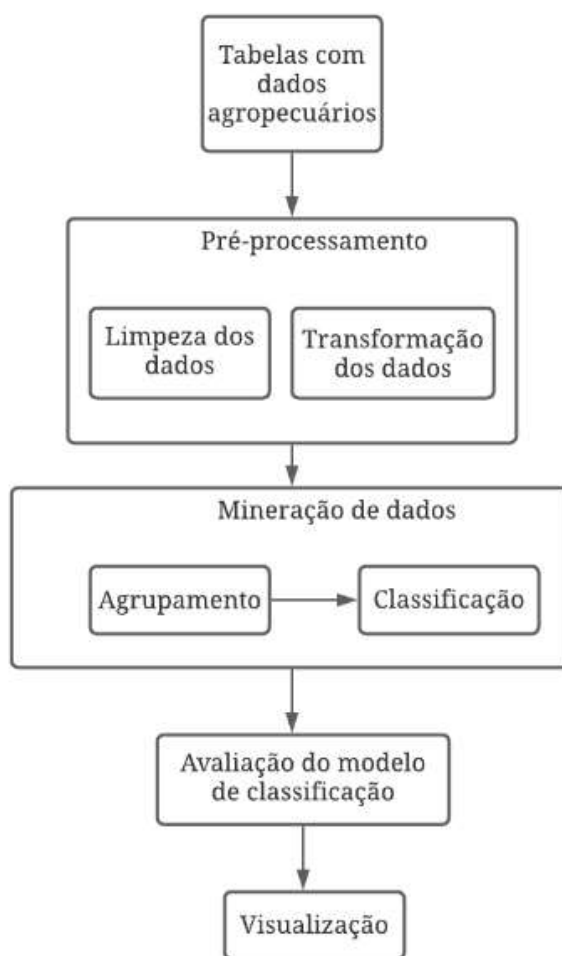 Tabelas com
dados
agropecuários
Pré-processamento
Limpeza dos
dados
Transformação
dos dados
Mineração de dados
Agrupamento
Classificação
Avaliação do modelo
de classificação
Visualização